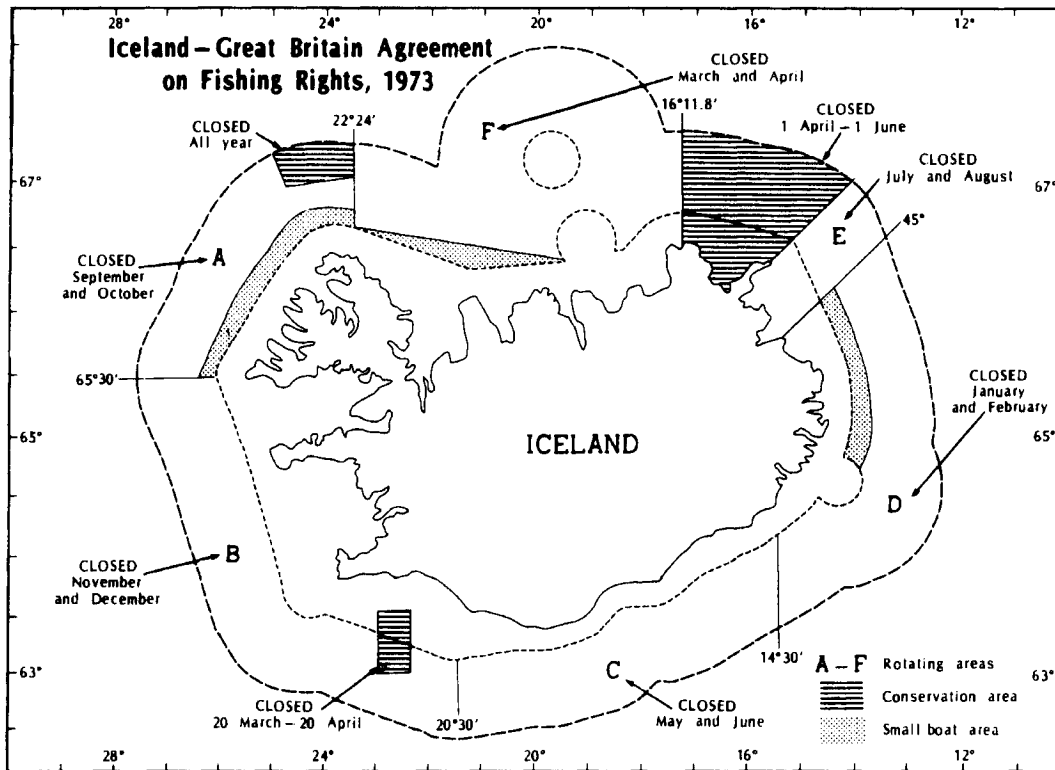 28° 24° 20° 16° 12°
Iceland–Great Britain Agreement
on Fishing Rights, 1973
CLOSED
March and April
F
16°11.8'
22°24'
CLOSED
All year
CLOSED
1 April–1 June
CLOSED
July and August
67° 67°
E
45°
A
CLOSED
September
and October
65°30'
CLOSED
January
and February
65° 65°
ICELAND
D
B
CLOSED
November
and December
14°30'
63° 63°
C
CLOSED
20 March–20 April
20°30'
CLOSED
May and June
A–F Rotating areas
Conservation area
Small boat area
28° 24° 20° 16° 12°